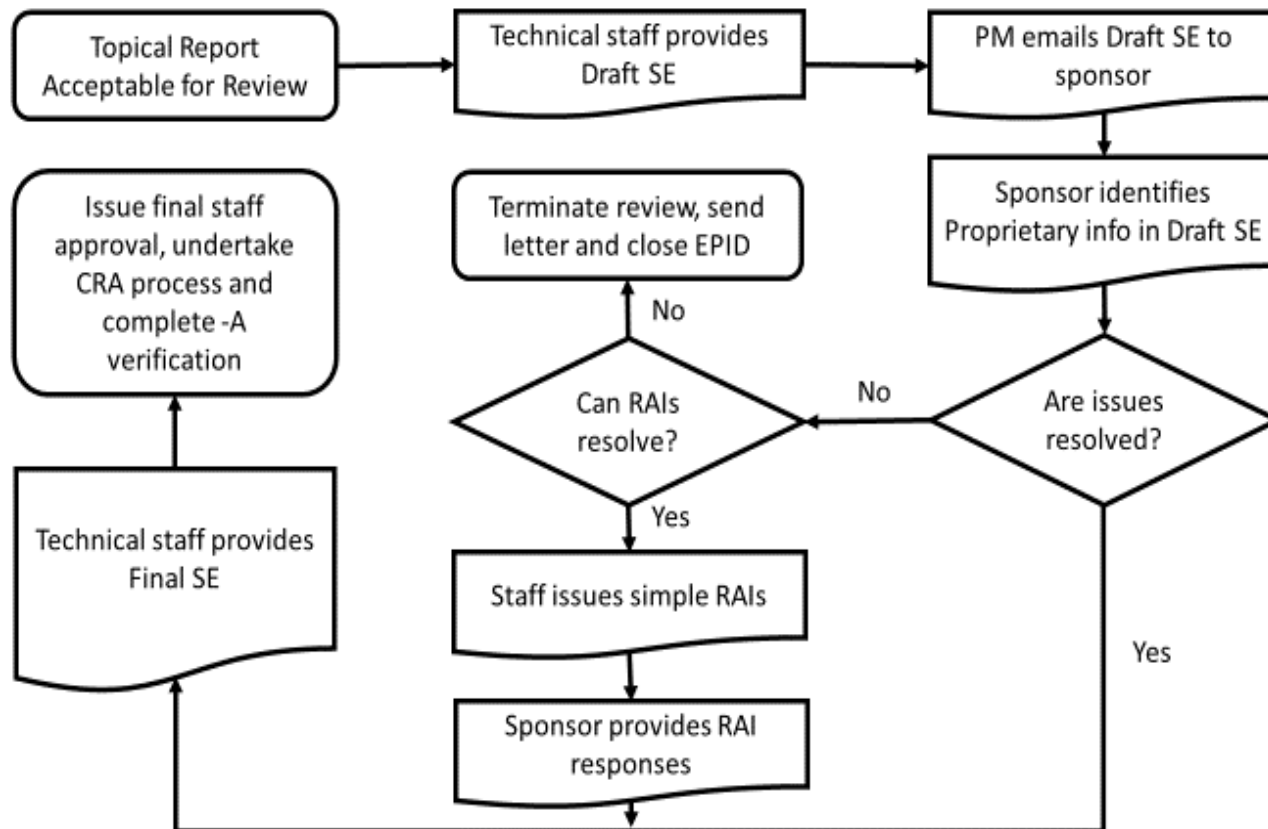 Topical Report
Acceptable for Review
Technical staff provides
Draft SE
PM emails Draft SE to
sponsor
Sponsor identifies
Proprietary info in Draft SE
Are issues
resolved?
No
Can RAIs
resolve?
No
Terminate review, send
letter and close EPID
Yes
Staff issues simple RAIs
Sponsor provides RAI
responses
Yes
Technical staff provides
Final SE
Issue final staff
approval, undertake
CRA process and
complete -A
verification